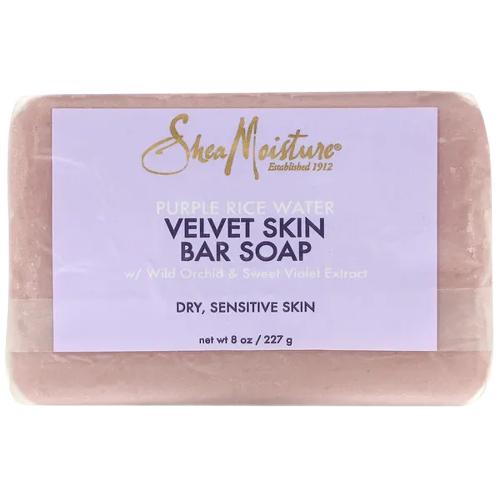 SheaMoisture®
Established 1912
PURPLE RICE WATER
VELVET SKIN
BAR SOAP
w/ Wild Orchid & Sweet Violet Extract
DRY, SENSITIVE SKIN
net wt 8 oz / 227 g